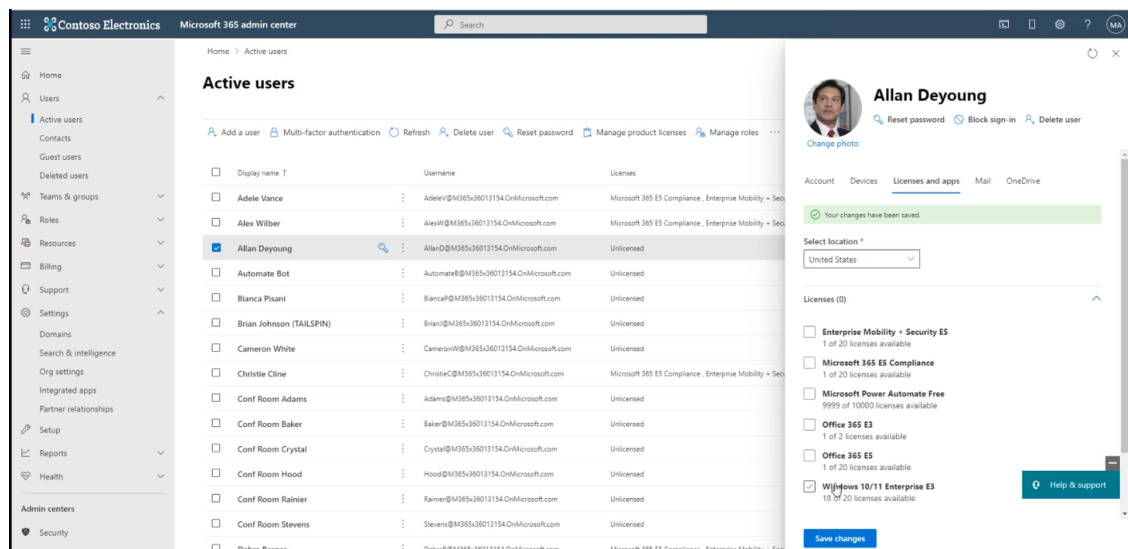 Contoso Electronics
Microsoft 365 admin center
Search
MA
Home
Users
Active users
Contacts
Guest users
Deleted users
Teams & groups
Roles
Resources
Billing
Support
Settings
Domains
Search & intelligence
Org settings
Integrated apps
Partner relationships
Setup
Reports
Health
Admin centers
Security
Home > Active users
Active users
Add a user Multi-factor authentication Refresh Delete user Reset password Manage product licenses Manage roles ...
Display name ↑ Username Licenses
Adele Vance AdeleV@M365x36013154.OnMicrosoft.com Microsoft 365 E5 Compliance , Enterprise Mobility + Secu
Alex Wilber AlexW@M365x36013154.OnMicrosoft.com Microsoft 365 E5 Compliance , Enterprise Mobility + Secu
Allan Deyoung AllanD@M365x36013154.OnMicrosoft.com Unlicensed
Automate Bot AutomateB@M365x36013154.OnMicrosoft.com Unlicensed
Bianca Pisani BiancaP@M365x36013154.OnMicrosoft.com Unlicensed
Brian Johnson (TAILSPIN) BrianJ@M365x36013154.OnMicrosoft.com Unlicensed
Cameron White CameronW@M365x36013154.OnMicrosoft.com Unlicensed
Christie Cline ChristieC@M365x36013154.OnMicrosoft.com Microsoft 365 E5 Compliance , Enterprise Mobility + Secu
Conf Room Adams Adams@M365x36013154.OnMicrosoft.com Unlicensed
Conf Room Baker Baker@M365x36013154.OnMicrosoft.com Unlicensed
Conf Room Crystal Crystal@M365x36013154.OnMicrosoft.com Unlicensed
Conf Room Hood Hood@M365x36013154.OnMicrosoft.com Unlicensed
Conf Room Rainier Rainier@M365x36013154.OnMicrosoft.com Unlicensed
Conf Room Stevens Stevens@M365x36013154.OnMicrosoft.com Unlicensed
Allan Deyoung
Reset password Block sign-in Delete user
Change photo
Account Devices Licenses and apps Mail OneDrive
Your changes have been saved.
Select location *
United States
Licenses (0)
Enterprise Mobility + Security E5
1 of 20 licenses available
Microsoft 365 E5 Compliance
1 of 20 licenses available
Microsoft Power Automate Free
9999 of 10000 licenses available
Office 365 E3
1 of 2 licenses available
Office 365 E5
1 of 20 licenses available
Windows 10/11 Enterprise E3
18 of 20 licenses available
Help & support
Save changes